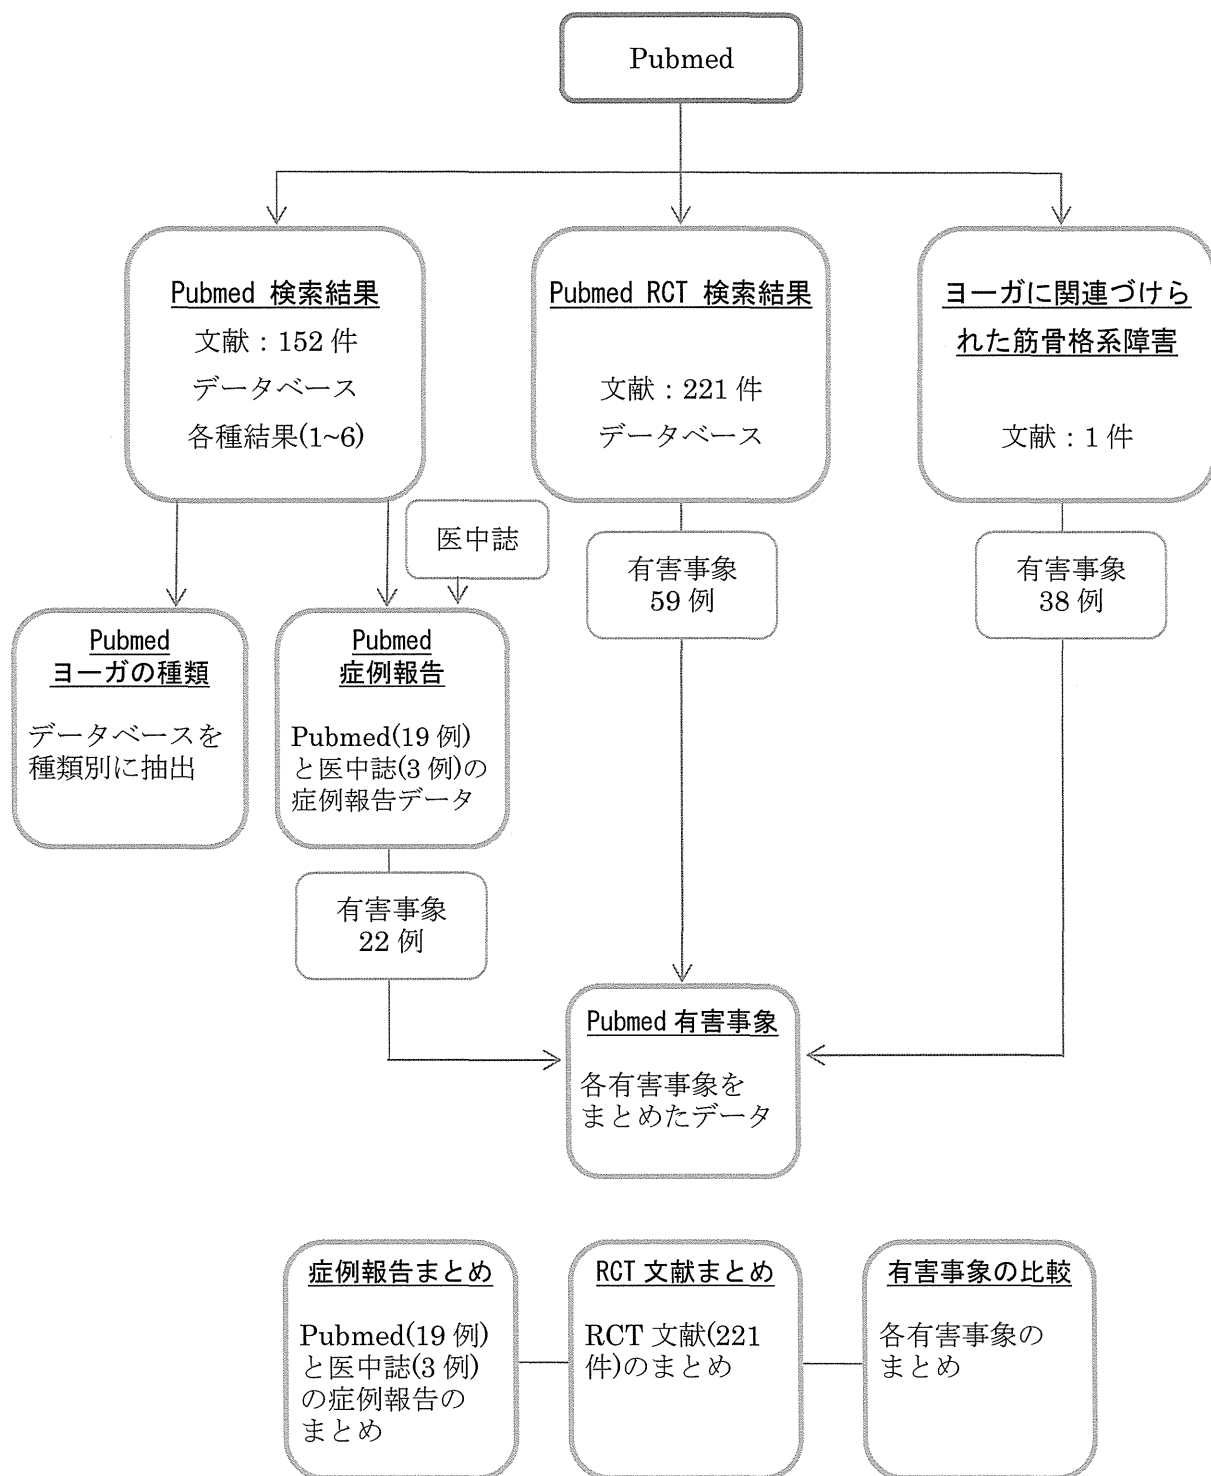 Pubmed
Pubmed 検索結果
文献：152 件
データベース
各種結果(1~6)
Pubmed RCT 検索結果
文献：221 件
データベース
ヨーガに関連づけら
れた筋骨格系障害
文献：1 件
医中誌
有害事象
59 例
有害事象
38 例
Pubmed
ヨーガの種類
データベースを
種類別に抽出
Pubmed
症例報告
Pubmed(19 例)
と医中誌(3 例)の
症例報告データ
有害事象
22 例
Pubmed 有害事象
各有害事象を
まとめたデータ
症例報告まとめ
Pubmed(19 例)
と医中誌(3 例)
の症例報告の
まとめ
RCT 文献まとめ
RCT 文献(221
件)のまとめ
有害事象の比較
各有害事象の
まとめ